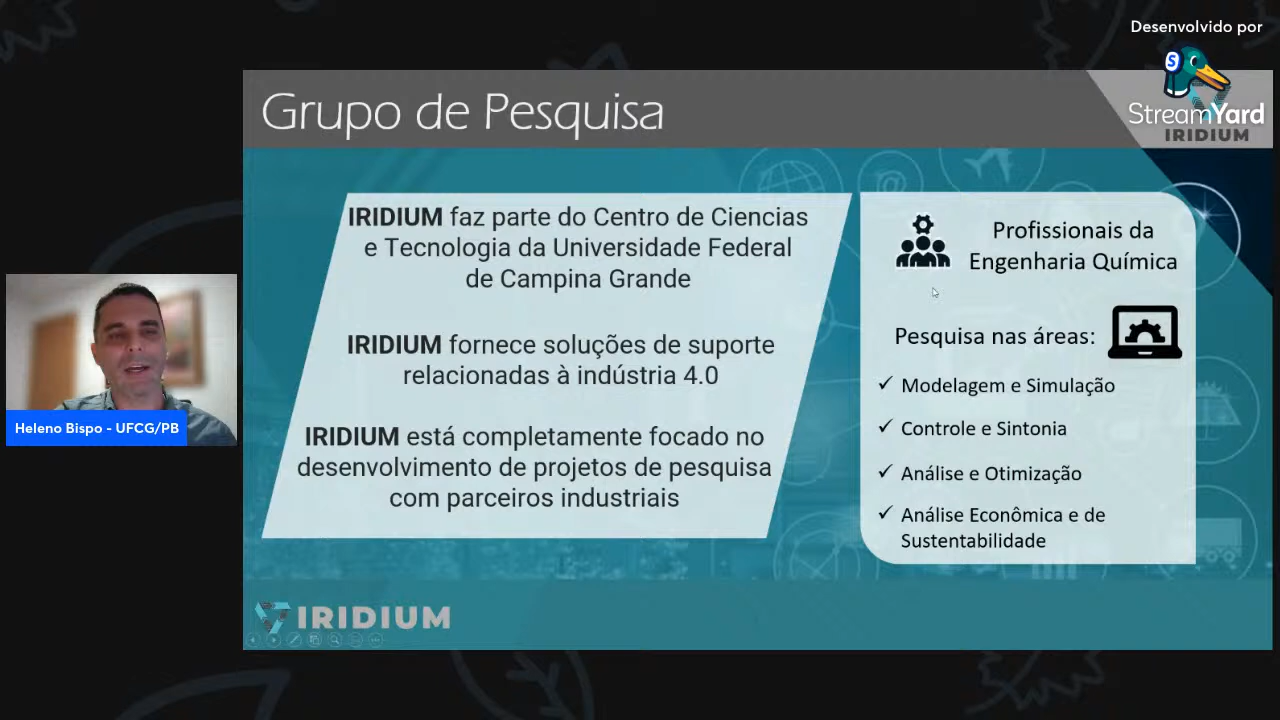 Desenvolvido por
S
StreamYard
IRIDIUM
Grupo de Pesquisa
IRIDIUM faz parte do Centro de Ciencias
e Tecnologia da Universidade Federal
de Campina Grande
IRIDIUM fornece soluções de suporte
relacionadas à indústria 4.0
IRIDIUM está completamente focado no
desenvolvimento de projetos de pesquisa
com parceiros industriais
Profissionais da
Engenharia Química
Pesquisa nas áreas:
✓ Modelagem e Simulação
✓ Controle e Sintonia
✓ Análise e Otimização
✓ Análise Econômica e de
Sustentabilidade
Heleno Bispo - UFCG/PB
IRIDIUM